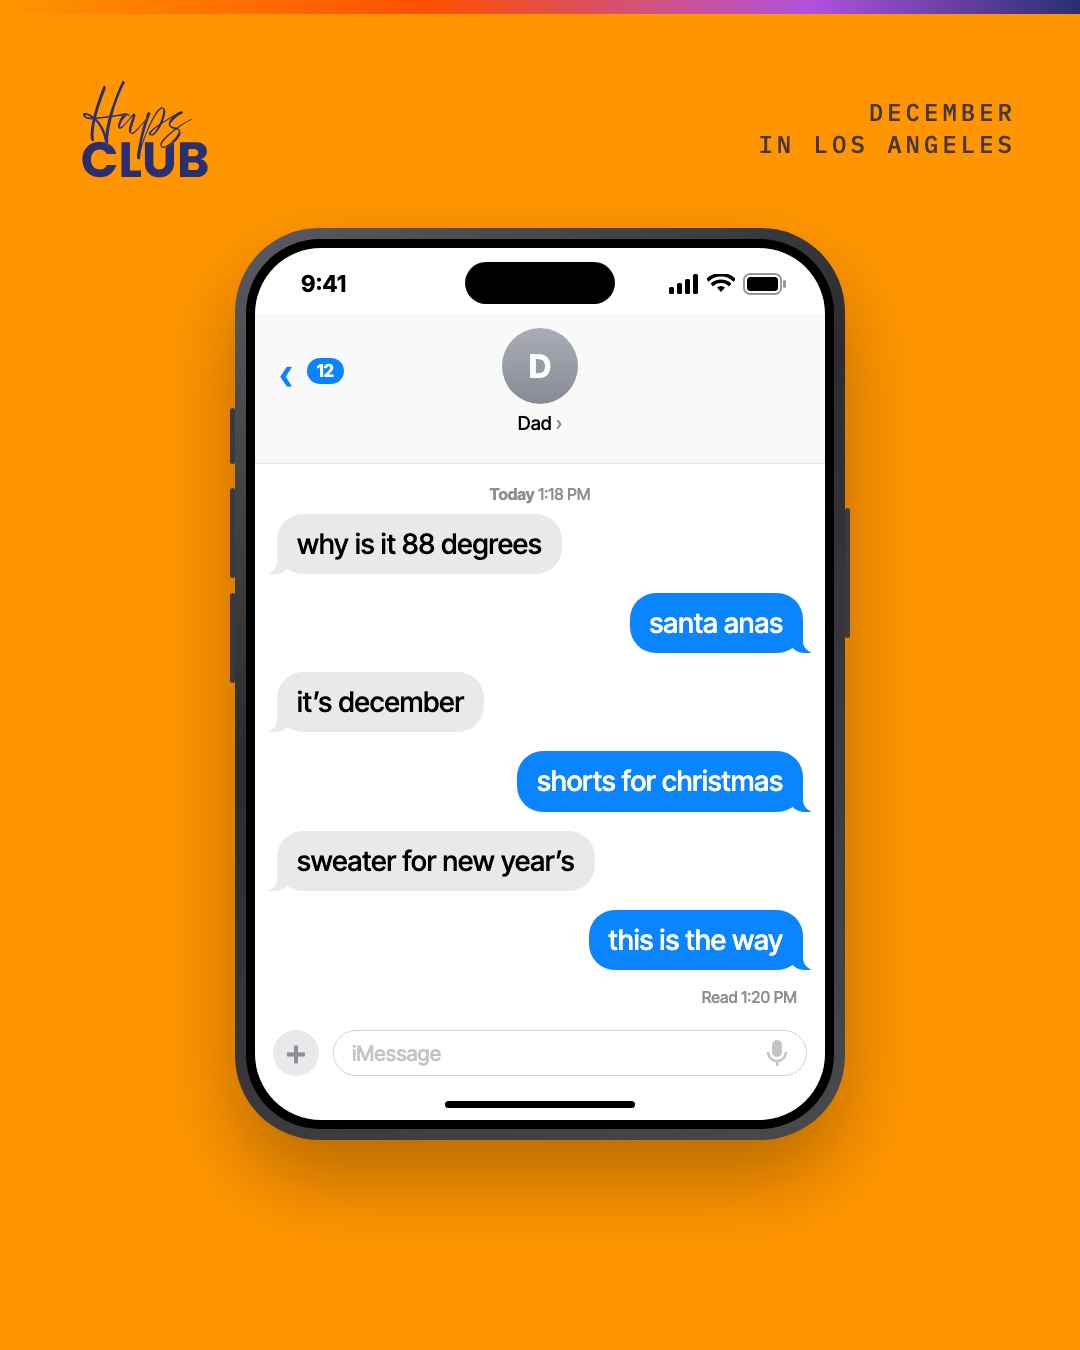 Haps
CLUB
DECEMBER
IN LOS ANGELES
9:41
12
D
Dad ›
Today 1:18 PM
why is it 88 degrees
santa anas
it’s december
shorts for christmas
sweater for new year’s
this is the way
Read 1:20 PM
iMessage